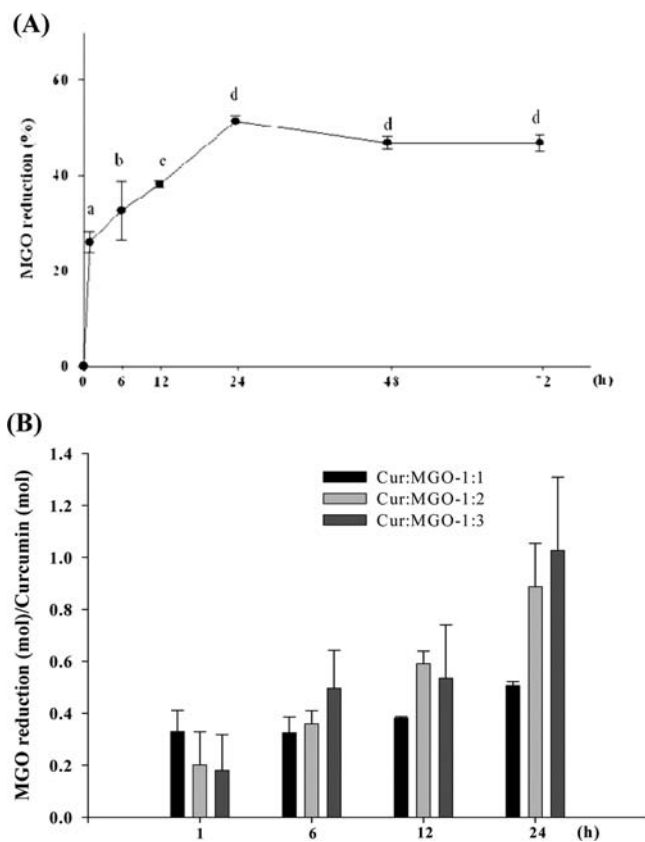 (A)
MGO reduction (%)
60
40
20
0
a
b
c
d
d
d
0 6 12 24 48 72 (h)
(B)
MGO reduction (mol)/Curcumin (mol)
1.4
1.2
1.0
0.8
0.6
0.4
0.2
0.0
Cur:MGO-1:1
Cur:MGO-1:2
Cur:MGO-1:3
1 6 12 24 (h)